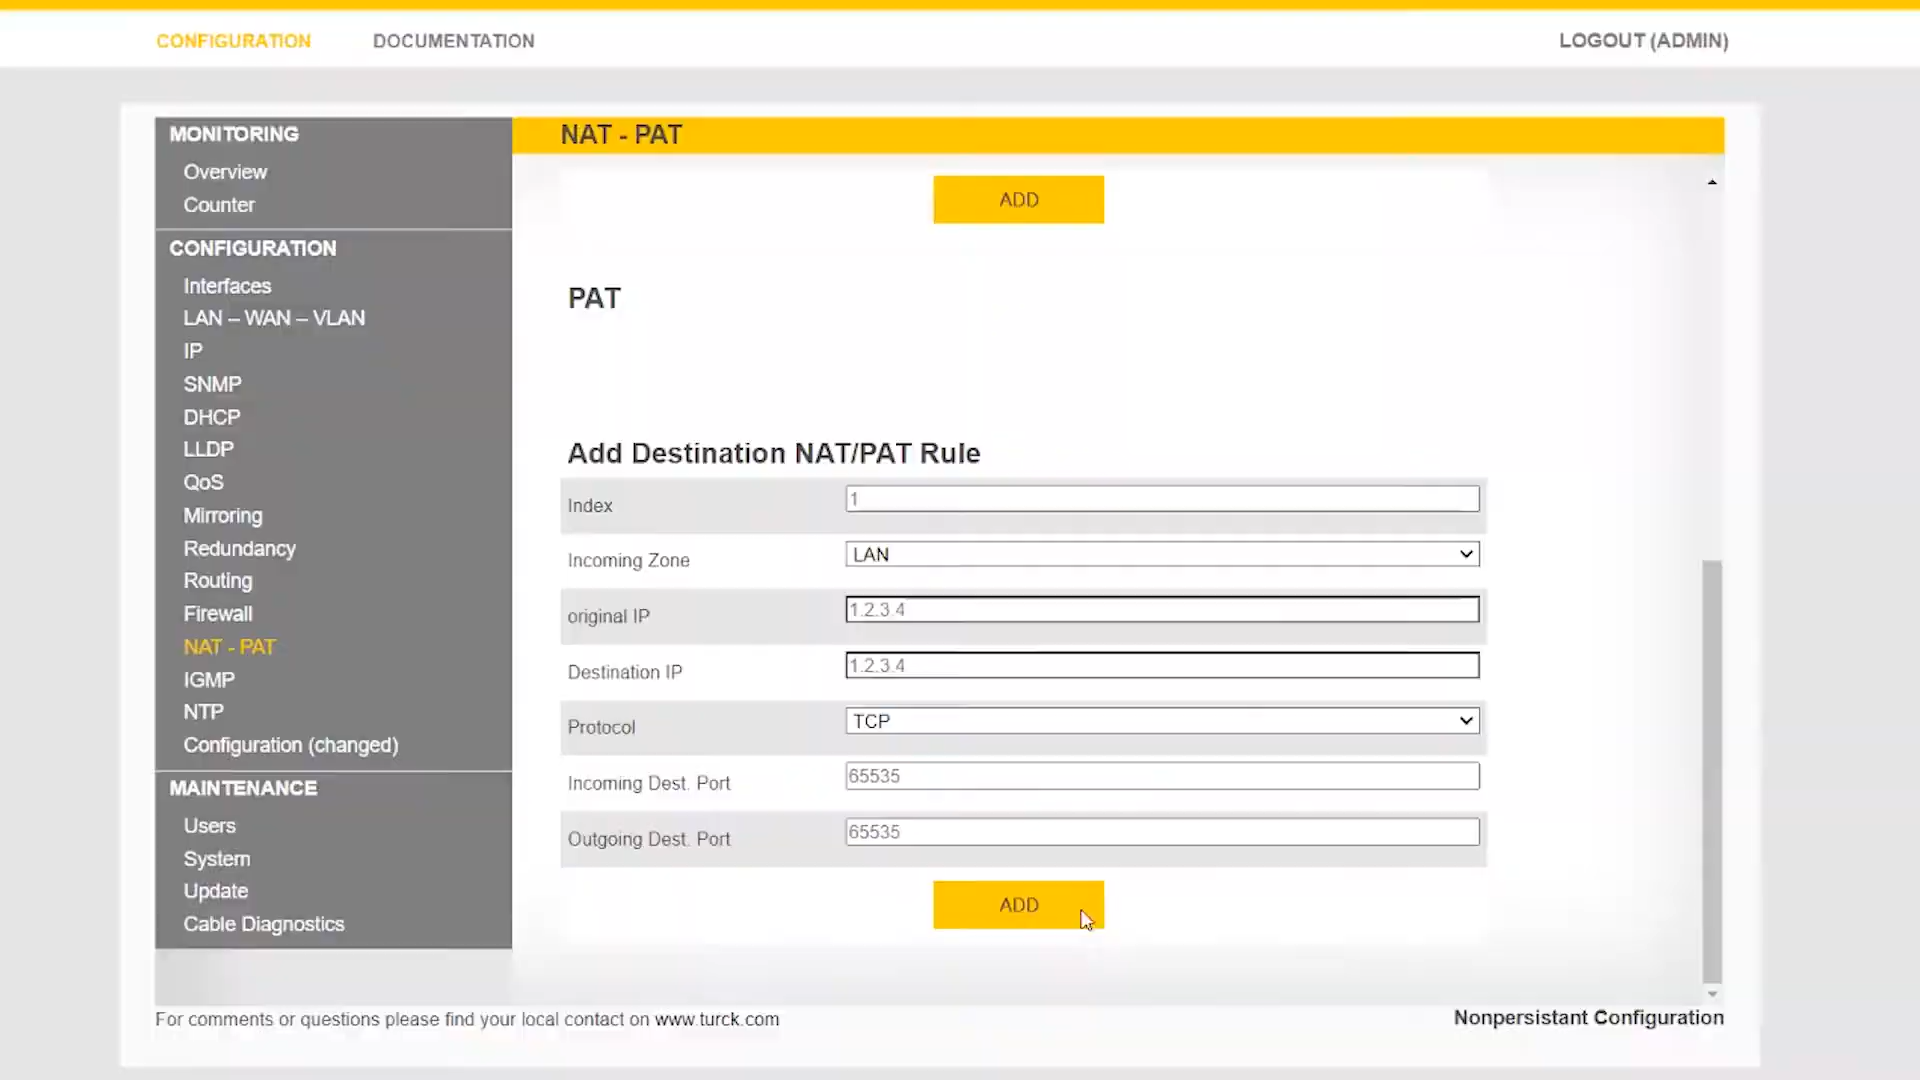 CONFIGURATION DOCUMENTATION LOGOUT (ADMIN)
MONITORING
Overview
Counter
CONFIGURATION
Interfaces
LAN – WAN – VLAN
IP
SNMP
DHCP
LLDP
QoS
Mirroring
Redundancy
Routing
Firewall
NAT - PAT
IGMP
NTP
Configuration (changed)
MAINTENANCE
Users
System
Update
Cable Diagnostics
NAT - PAT
ADD
PAT
Add Destination NAT/PAT Rule
Index 1
Incoming Zone LAN
original IP 1.2.3.4
Destination IP 1.2.3.4
Protocol TCP
Incoming Dest. Port 65535
Outgoing Dest. Port 65535
ADD
For comments or questions please find your local contact on www.turck.com
Nonpersistant Configuration